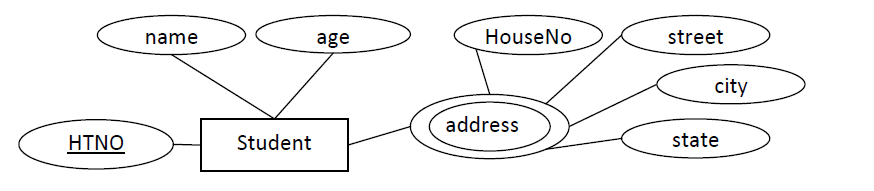 name
age
HouseNo
street
city
HTNO
Student
address
state